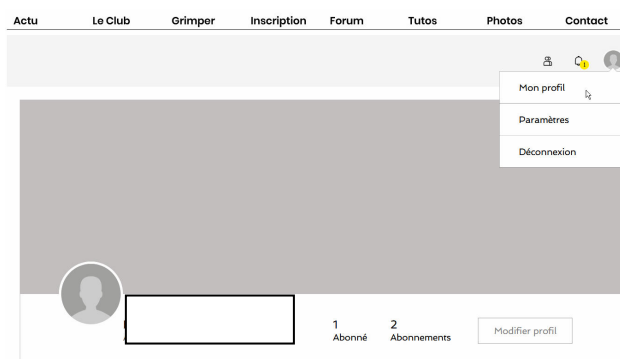 Actu Le Club Grimper Inscription Forum Tutos Photos Contact
1
Mon profil
Paramètres
Déconnexion
1 2
Abonné Abonnements
Modifier profil